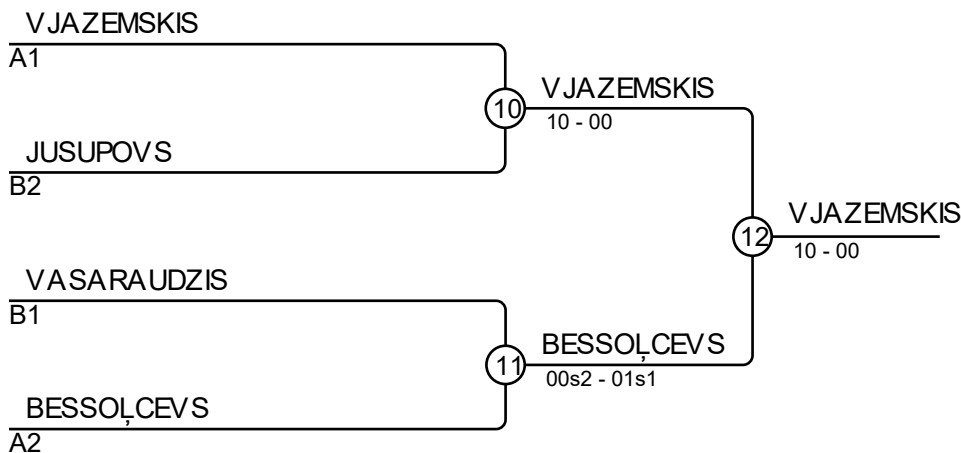 VJAZEMSKIS
A1
10
VJAZEMSKIS
10 - 00
JUSUPOVS
B2
12
VJAZEMSKIS
10 - 00
VASARAUDZIS
B1
11
BESSOĻCEVS
00s2 - 01s1
BESSOĻCEVS
A2